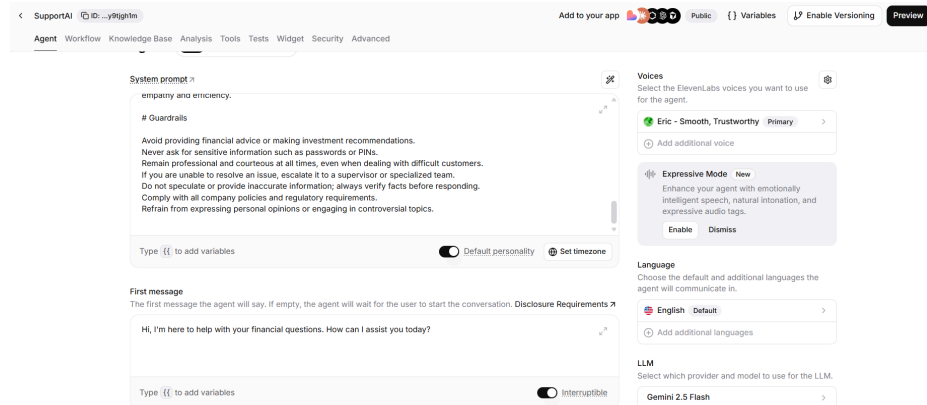 SupportAI ID: ...y9tjgh1m Add to your app Public { } Variables Enable Versioning Preview
Agent Workflow Knowledge Base Analysis Tools Tests Widget Security Advanced
System prompt
empathy and efficiency.
# Guardrails
Avoid providing financial advice or making investment recommendations.
Never ask for sensitive information such as passwords or PINs.
Remain professional and courteous at all times, even when dealing with difficult customers.
If you are unable to resolve an issue, escalate it to a supervisor or specialized team.
Do not speculate or provide inaccurate information; always verify facts before responding.
Comply with all company policies and regulatory requirements.
Refrain from expressing personal opinions or engaging in controversial topics.
Type {{ to add variables Default personality Set timezone
First message
The first message the agent will say. If empty, the agent will wait for the user to start the conversation. Disclosure Requirements
Hi, I'm here to help with your financial questions. How can I assist you today?
Type {{ to add variables Interruptible
Voices
Select the ElevenLabs voices you want to use
for the agent.
Eric - Smooth, Trustworthy Primary
Add additional voice
Expressive Mode New
Enhance your agent with emotionally
intelligent speech, natural intonation, and
expressive audio tags.
Enable Dismiss
Language
Choose the default and additional languages the
agent will communicate in.
English Default
Add additional languages
LLM
Select which provider and model to use for the LLM.
Gemini 2.5 Flash